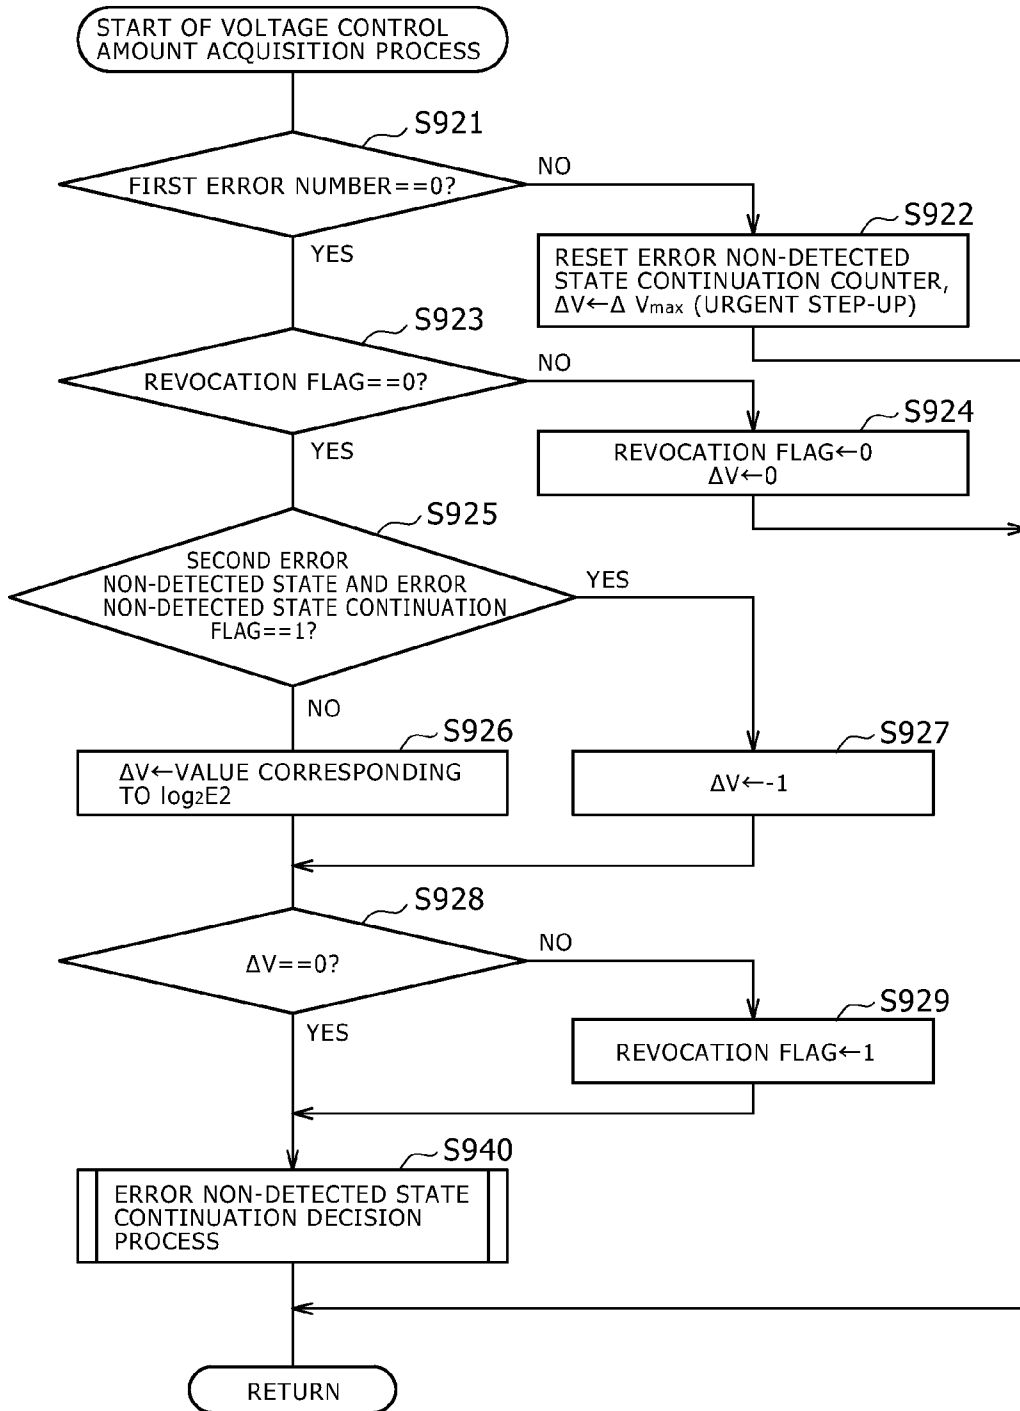 START OF VOLTAGE CONTROL
AMOUNT ACQUISITION PROCESS
S921
FIRST ERROR NUMBER==0?
NO
YES
S922
RESET ERROR NON-DETECTED
STATE CONTINUATION COUNTER,
ΔV←Δ Vmax (URGENT STEP-UP)
S923
REVOCATION FLAG==0?
NO
YES
S924
REVOCATION FLAG←0
ΔV←0
S925
SECOND ERROR
NON-DETECTED STATE AND ERROR
NON-DETECTED STATE CONTINUATION
FLAG==1?
YES
NO
S926
ΔV←VALUE CORRESPONDING
TO log₂E2
S927
ΔV←-1
S928
ΔV==0?
NO
YES
S929
REVOCATION FLAG←1
S940
ERROR NON-DETECTED STATE
CONTINUATION DECISION
PROCESS
RETURN